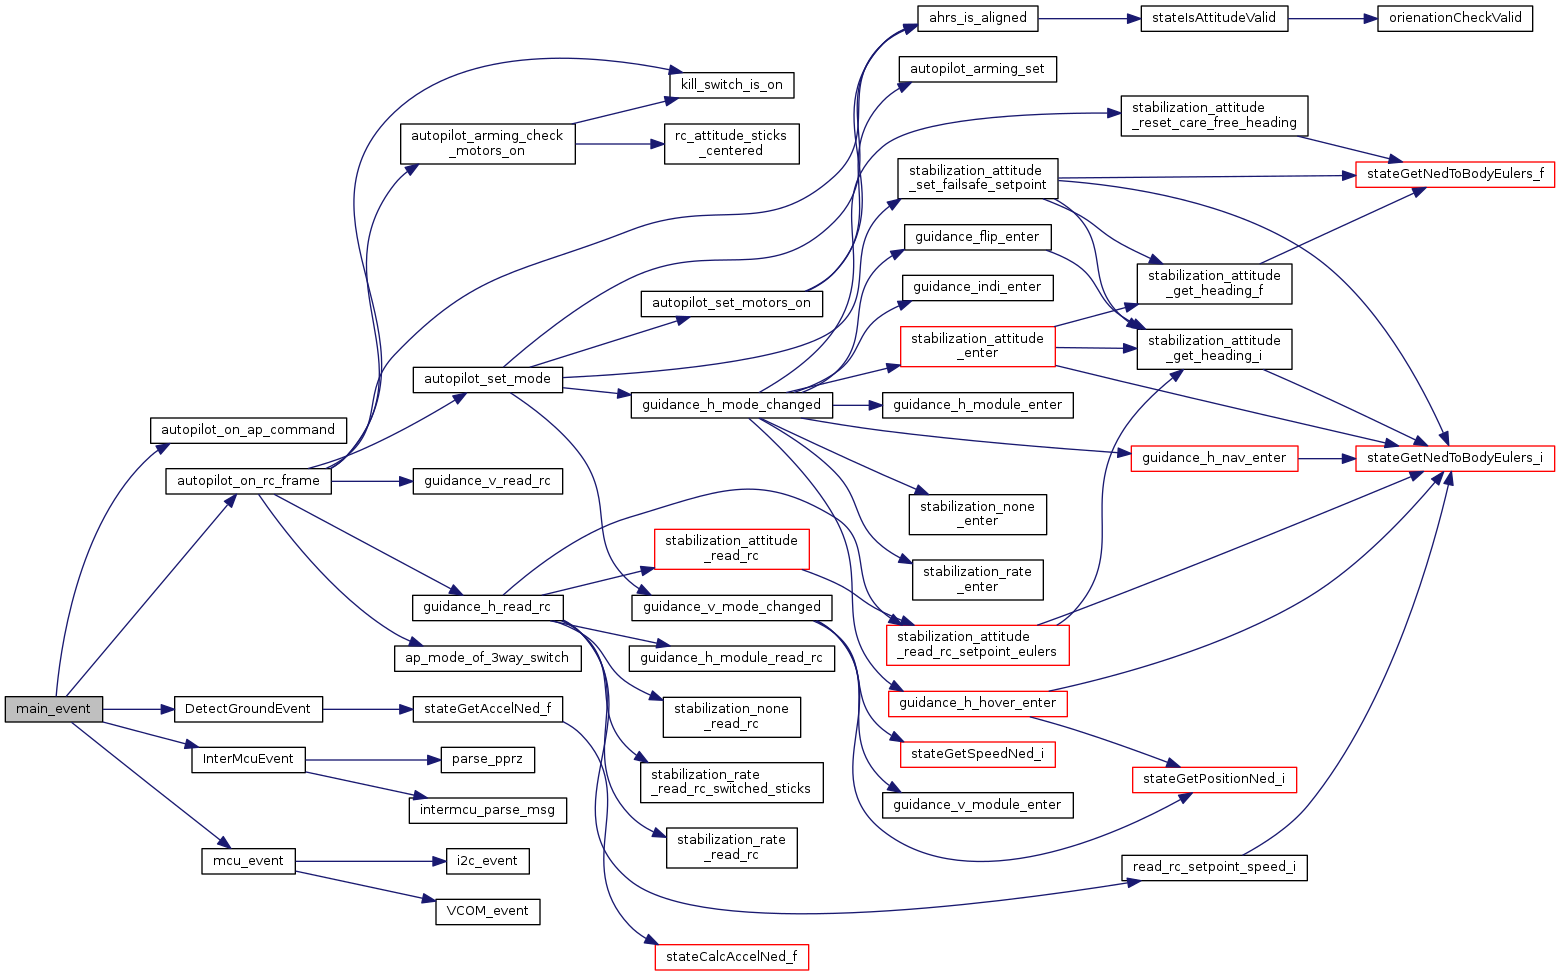 ahrs_is_aligned
stateIsAttitudeValid
orienationCheckValid
autopilot_arming_set
kill_switch_is_on
stabilization_attitude
_reset_care_free_heading
autopilot_arming_check
_motors_on
rc_attitude_sticks
_centered
stabilization_attitude
_set_failsafe_setpoint
stateGetNedToBodyEulers_f
guidance_flip_enter
stabilization_attitude
_get_heading_f
guidance_indi_enter
autopilot_set_motors_on
stabilization_attitude
_enter
stabilization_attitude
_get_heading_i
autopilot_set_mode
guidance_h_mode_changed
guidance_h_module_enter
autopilot_on_ap_command
guidance_h_nav_enter
stateGetNedToBodyEulers_i
autopilot_on_rc_frame
guidance_v_read_rc
stabilization_none
_enter
stabilization_attitude
_read_rc
stabilization_rate
_enter
guidance_h_read_rc
guidance_v_mode_changed
stabilization_attitude
_read_rc_setpoint_eulers
ap_mode_of_3way_switch
guidance_h_module_read_rc
main_event
DetectGroundEvent
stateGetAccelNed_f
stabilization_none
_read_rc
guidance_h_hover_enter
InterMcuEvent
parse_pprz
stateGetSpeedNed_i
stabilization_rate
_read_rc_switched_sticks
stateGetPositionNed_i
intermcu_parse_msg
guidance_v_module_enter
stabilization_rate
_read_rc
mcu_event
i2c_event
read_rc_setpoint_speed_i
VCOM_event
stateCalcAccelNed_f